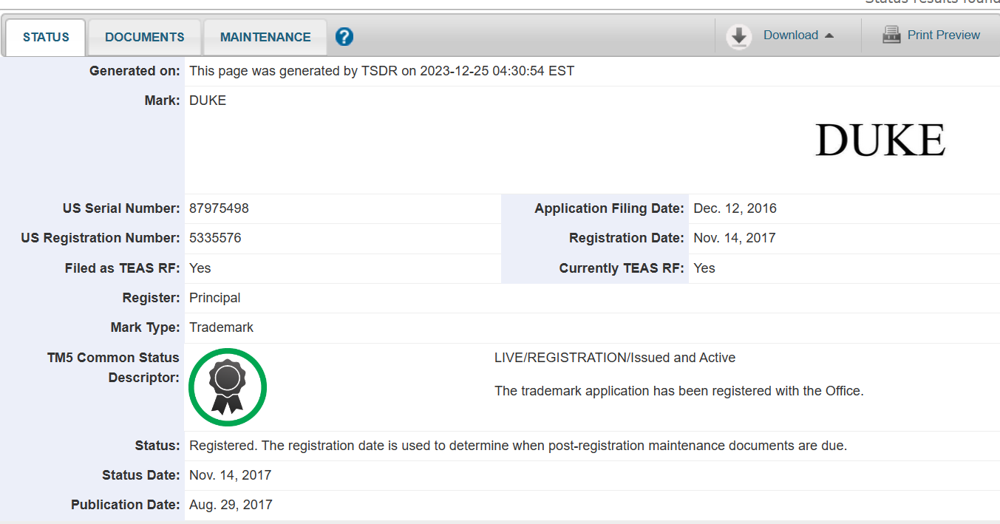 Status results found
STATUS DOCUMENTS MAINTENANCE ? Download Print Preview
Generated on: This page was generated by TSDR on 2023-12-25 04:30:54 EST
Mark: DUKE
DUKE
US Serial Number: 87975498 Application Filing Date: Dec. 12, 2016
US Registration Number: 5335576 Registration Date: Nov. 14, 2017
Filed as TEAS RF: Yes Currently TEAS RF: Yes
Register: Principal
Mark Type: Trademark
TM5 Common Status LIVE/REGISTRATION/Issued and Active
Descriptor:
The trademark application has been registered with the Office.
Status: Registered. The registration date is used to determine when post-registration maintenance documents are due.
Status Date: Nov. 14, 2017
Publication Date: Aug. 29, 2017